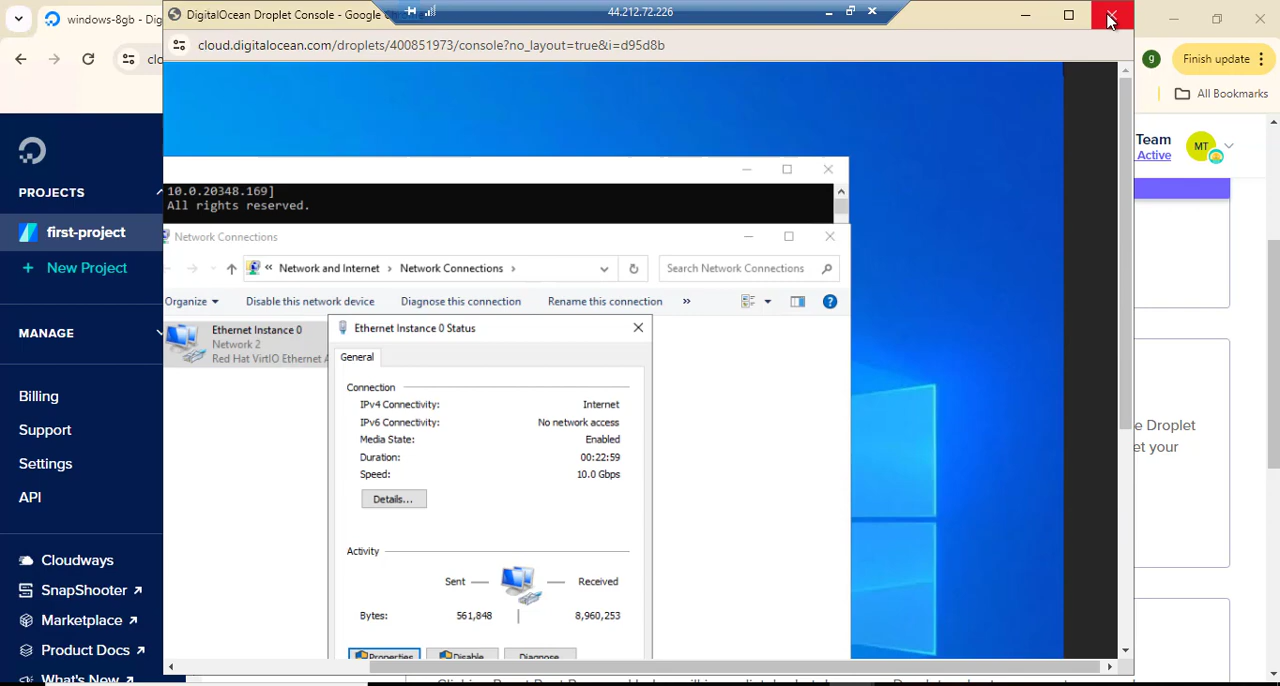 windows-8gb - Dig
DigitalOcean Droplet Console - Google
44.212.72.226
cloud.digitalocean.com/droplets/400851973/console?no_layout=true&i=d95d8b
clo
9
Finish update
All Bookmarks
Team
Active
MT
PROJECTS
first-project
+ New Project
MANAGE
Billing
Support
Settings
API
Cloudways
SnapShooter ↗
Marketplace ↗
Product Docs ↗
What's New ↗
10.0.20348.169]
All rights reserved.
Network Connections
« Network and Internet › Network Connections ›
Search Network Connections
Organize
Disable this network device
Diagnose this connection
Rename this connection
»
Ethernet Instance 0
Network 2
Red Hat VirtIO Ethernet A
Ethernet Instance 0 Status
General
Connection
IPv4 Connectivity: Internet
IPv6 Connectivity: No network access
Media State: Enabled
Duration: 00:22:59
Speed: 10.0 Gbps
Details...
Activity
Sent
Received
Bytes: 561,848 8,960,253
Properties
Disable
Diagnose
e Droplet
et your